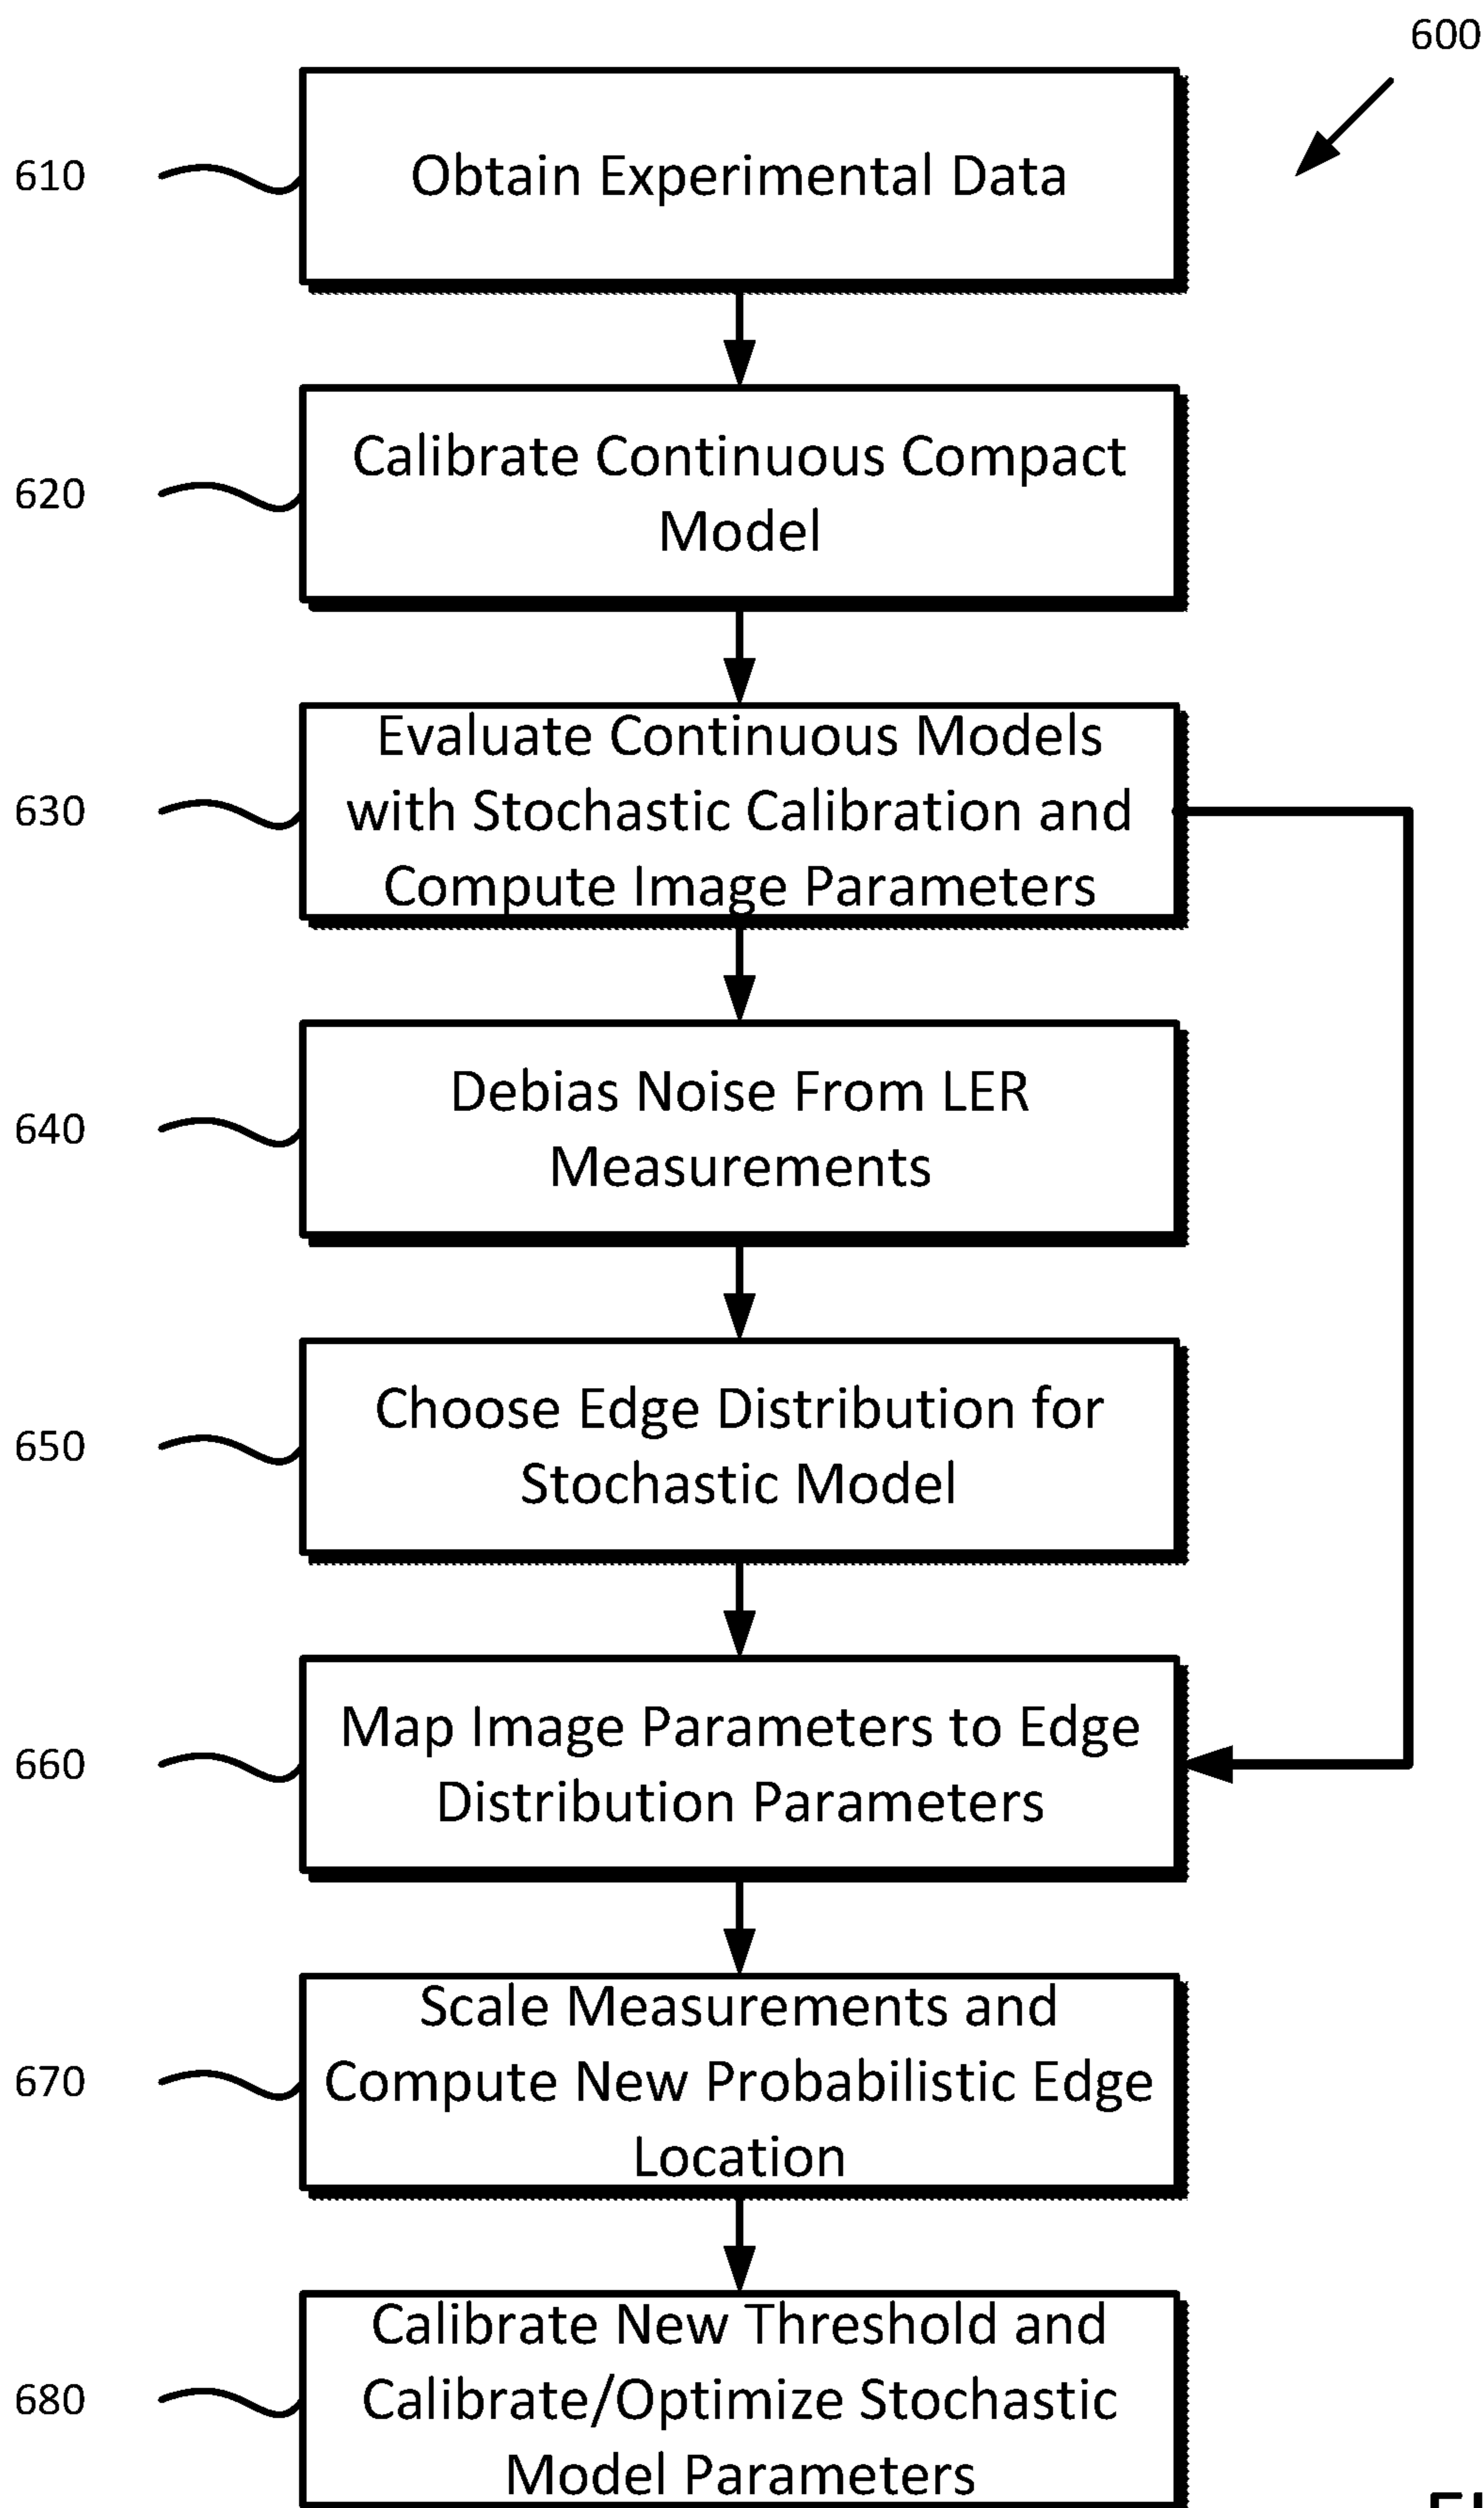 600
610
Obtain Experimental Data
620
Calibrate Continuous Compact
Model
630
Evaluate Continuous Models
with Stochastic Calibration and
Compute Image Parameters
640
Debias Noise From LER
Measurements
650
Choose Edge Distribution for
Stochastic Model
660
Map Image Parameters to Edge
Distribution Parameters
670
Scale Measurements and
Compute New Probabilistic Edge
Location
680
Calibrate New Threshold and
Calibrate/Optimize Stochastic
Model Parameters